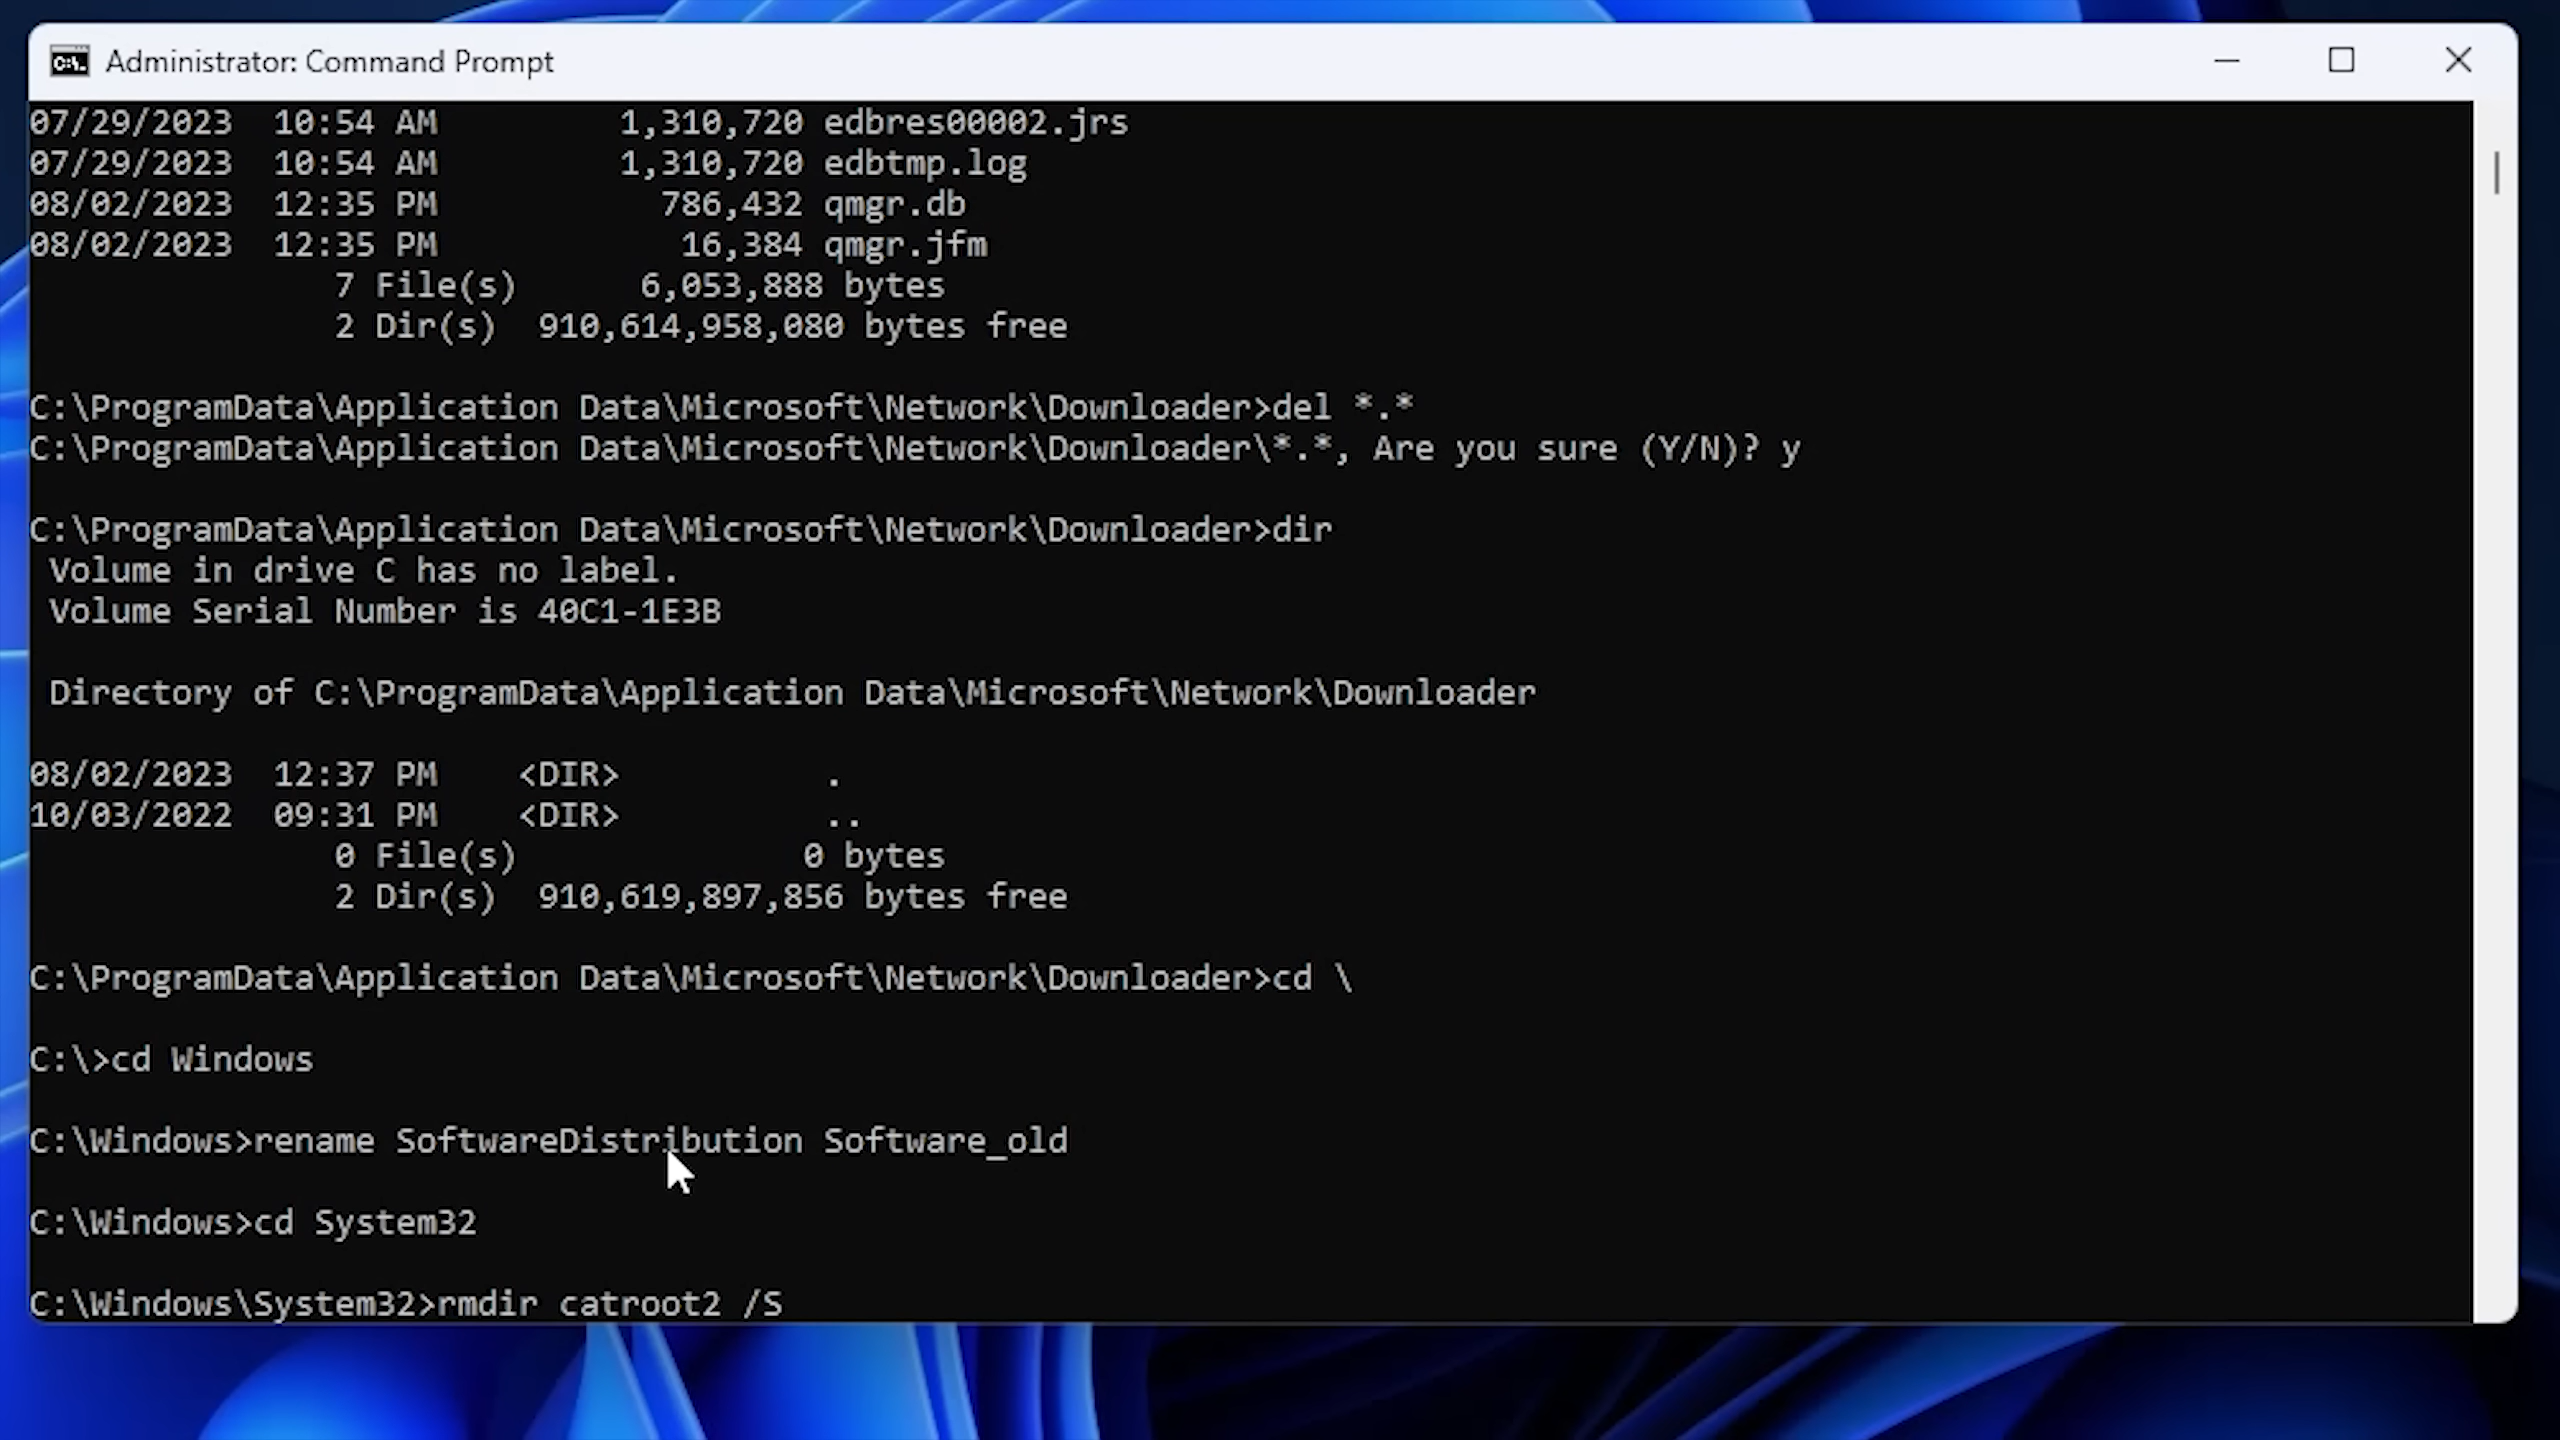 Administrator: Command Prompt
07/29/2023  10:54 AM         1,310,720 edbres00002.jrs
07/29/2023  10:54 AM         1,310,720 edbtmp.log
08/02/2023  12:35 PM           786,432 qmgr.db
08/02/2023  12:35 PM            16,384 qmgr.jfm
               7 File(s)      6,053,888 bytes
               2 Dir(s)  910,614,958,080 bytes free
C:\ProgramData\Application Data\Microsoft\Network\Downloader>del *.*
C:\ProgramData\Application Data\Microsoft\Network\Downloader\*.*, Are you sure (Y/N)? y
C:\ProgramData\Application Data\Microsoft\Network\Downloader>dir
 Volume in drive C has no label.
 Volume Serial Number is 40C1-1E3B
 Directory of C:\ProgramData\Application Data\Microsoft\Network\Downloader
08/02/2023  12:37 PM    <DIR>          .
10/03/2022  09:31 PM    <DIR>          ..
               0 File(s)              0 bytes
               2 Dir(s)  910,619,897,856 bytes free
C:\ProgramData\Application Data\Microsoft\Network\Downloader>cd \
C:\>cd Windows
C:\Windows>rename SoftwareDistribution Software_old
C:\Windows>cd System32
C:\Windows\System32>rmdir catroot2 /S